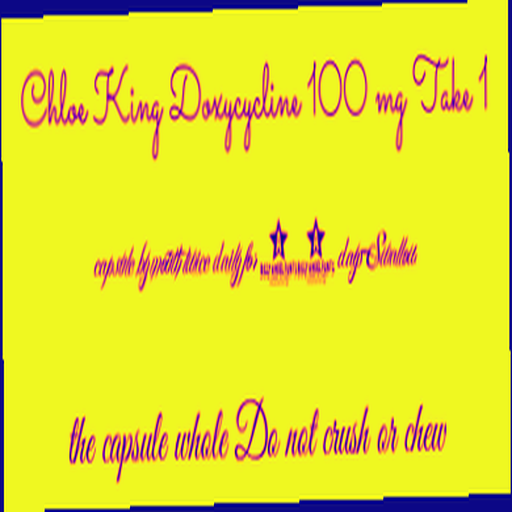 Chloe King Doxycycline 100 mg Take 1
capsule by mouth twice daily for days Swallow
the capsule whole Do not crush or chew